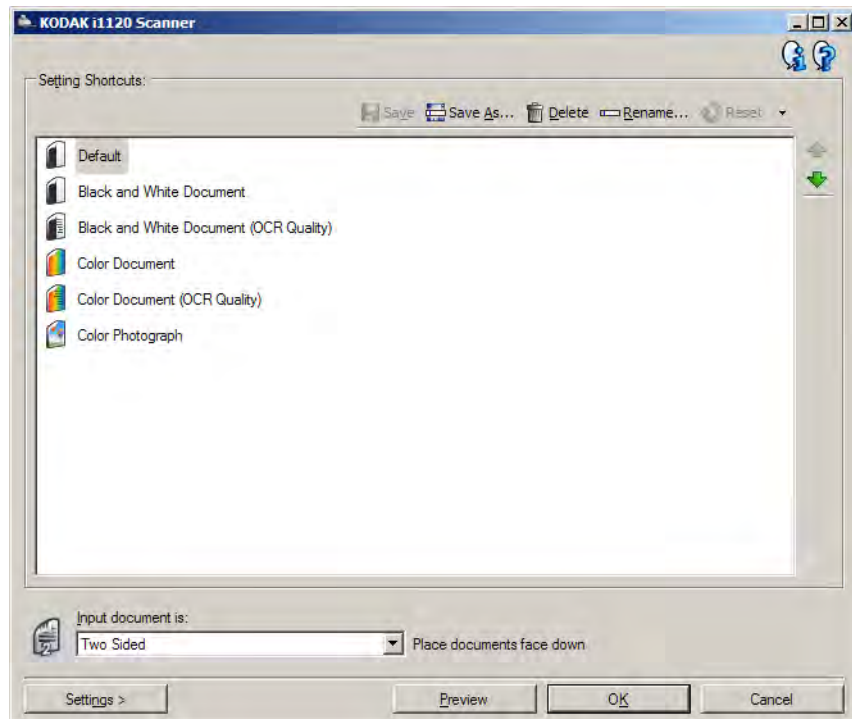 KODAK i1120 Scanner
Setting Shortcuts:
Save Save As... Delete Rename... Reset
Default
Black and White Document
Black and White Document (OCR Quality)
Color Document
Color Document (OCR Quality)
Color Photograph
Input document is:
Two Sided Place documents face down
Settings > Preview OK Cancel